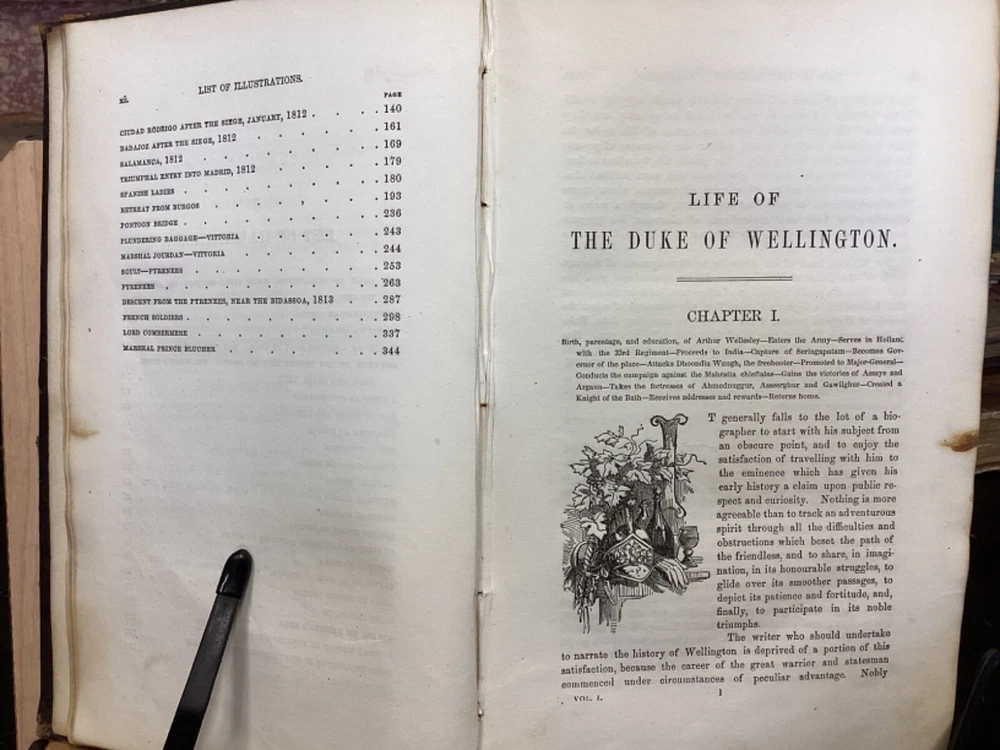 xii.
LIST OF ILLUSTRATIONS.
PAGE
CIUDAD RODRIGO AFTER THE SIEGE, JANUARY, 1812 . . . 140
BADAJOZ AFTER THE SIEGE, 1812 . . . . . 161
SALAMANCA, 1812 . . . . . . . 169
TRIUMPHAL ENTRY INTO MADRID, 1812 . . . . . 179
SPANISH LADIES . . . . . . . . 180
RETREAT FROM BURGOS . . . . . . . 193
PONTOON BRIDGE . . . . . . . . 236
PLUNDERING BAGGAGE—VITTORIA . . . . . 243
MARSHAL JOURDAN—VITTORIA . . . . . . 244
SOULT—PYRENEES . . . . . . . . 253
PYRENEES . . . . . . . . . 263
DESCENT FROM THE PYRENEES, NEAR THE BIDASSOA, 1813 . . 287
FRENCH SOLDIERS . . . . . . . . 298
LORD COMBERMERE . . . . . . . 337
MARSHAL PRINCE BLUCHER . . . . . . 344
LIFE OF
THE DUKE OF WELLINGTON.
CHAPTER I.
Birth, parentage, and education, of Arthur Wellesley—Enters the Army—Serves in Holland
with the 33rd Regiment—Proceeds to India—Capture of Seringapatam—Becomes Gov-
ernor of the place—Attacks Dhoondia Waugh, the freebooter—Promoted to Major-General—
Conducts the campaign against the Mahratta chieftains—Gains the victories of Assaye and
Argaum—Takes the fortresses of Ahmednuggur, Asseerghur and Gawilghur—Created a
Knight of the Bath—Receives addresses and rewards—Returns home.
T generally falls to the lot of a bio-
grapher to start with his subject from
an obscure point, and to enjoy the
satisfaction of travelling with him to
the eminence which has given his
early history a claim upon public re-
spect and curiosity. Nothing is more
agreeable than to track an adventurous
spirit through all the difficulties and
obstructions which beset the path of
the friendless, and to share, in imagi-
nation, in its honourable struggles, to
glide over its smoother passages, to
depict its patience and fortitude, and,
finally, to participate in its noble
triumphs.
The writer who should undertake
to narrate the history of Wellington is deprived of a portion of this
satisfaction, because the career of the great warrior and statesman
commenced under circumstances of peculiar advantage. Nobly
VOL. I. 1